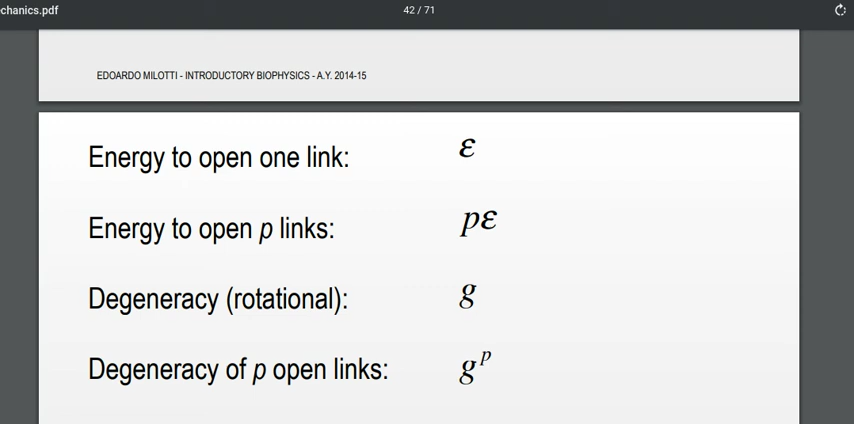 chanics.pdf 42 / 71
EDOARDO MILOTTI - INTRODUCTORY BIOPHYSICS - A.Y. 2014-15
Energy to open one link: ε
Energy to open p links: pε
Degeneracy (rotational): g
Degeneracy of p open links: g^p